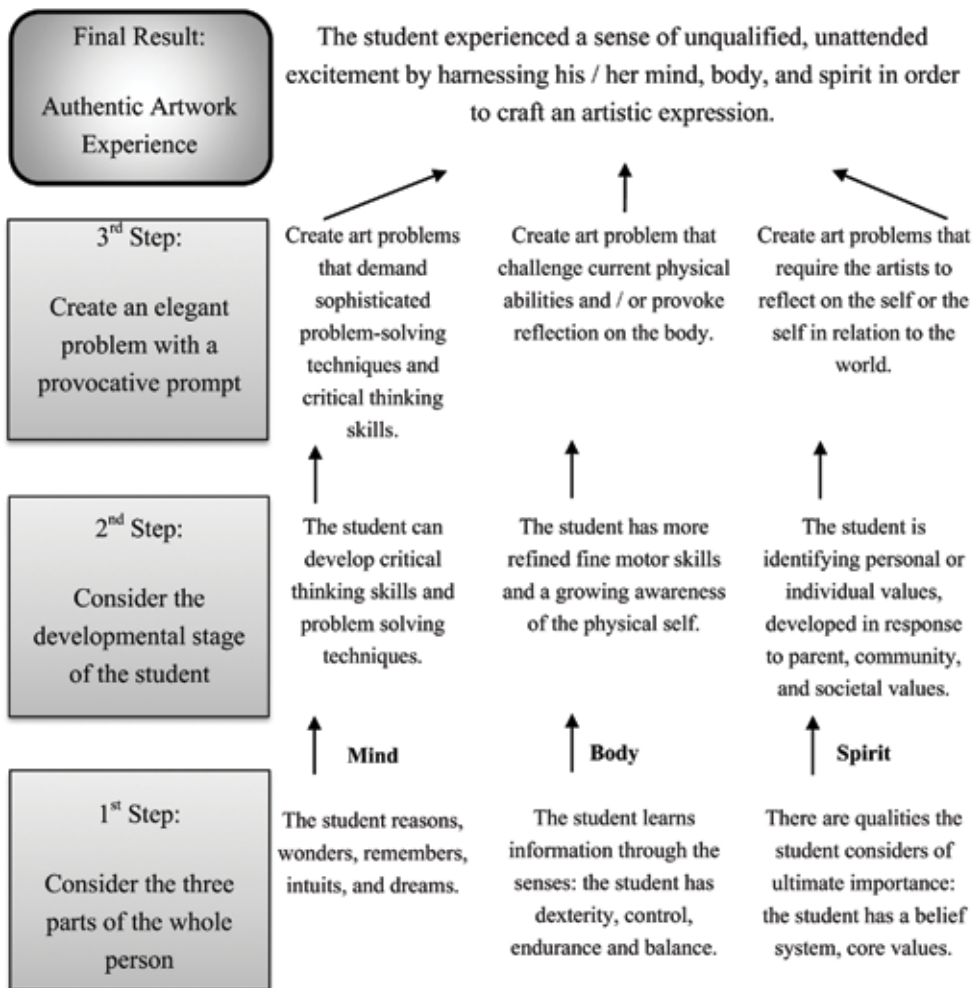 Final Result:
Authentic Artwork
Experience
The student experienced a sense of unqualified, unattended
excitement by harnessing his / her mind, body, and spirit in order
to craft an artistic expression.
3rd Step:
Create an elegant
problem with a
provocative prompt
Create art problems
that demand
sophisticated
problem-solving
techniques and
critical thinking
skills.
Create art problem that
challenge current physical
abilities and / or provoke
reflection on the body.
Create art problems that
require the artists to
reflect on the self or the
self in relation to the
world.
2nd Step:
Consider the
developmental stage
of the student
The student can
develop critical
thinking skills and
problem solving
techniques.
The student has more
refined fine motor skills
and a growing awareness
of the physical self.
The student is
identifying personal or
individual values,
developed in response
to parent, community,
and societal values.
Mind
Body
Spirit
1st Step:
Consider the three
parts of the whole
person
The student reasons,
wonders, remembers,
intuits, and dreams.
The student learns
information through the
senses: the student has
dexterity, control,
endurance and balance.
There are qualities the
student considers of
ultimate importance:
the student has a belief
system, core values.